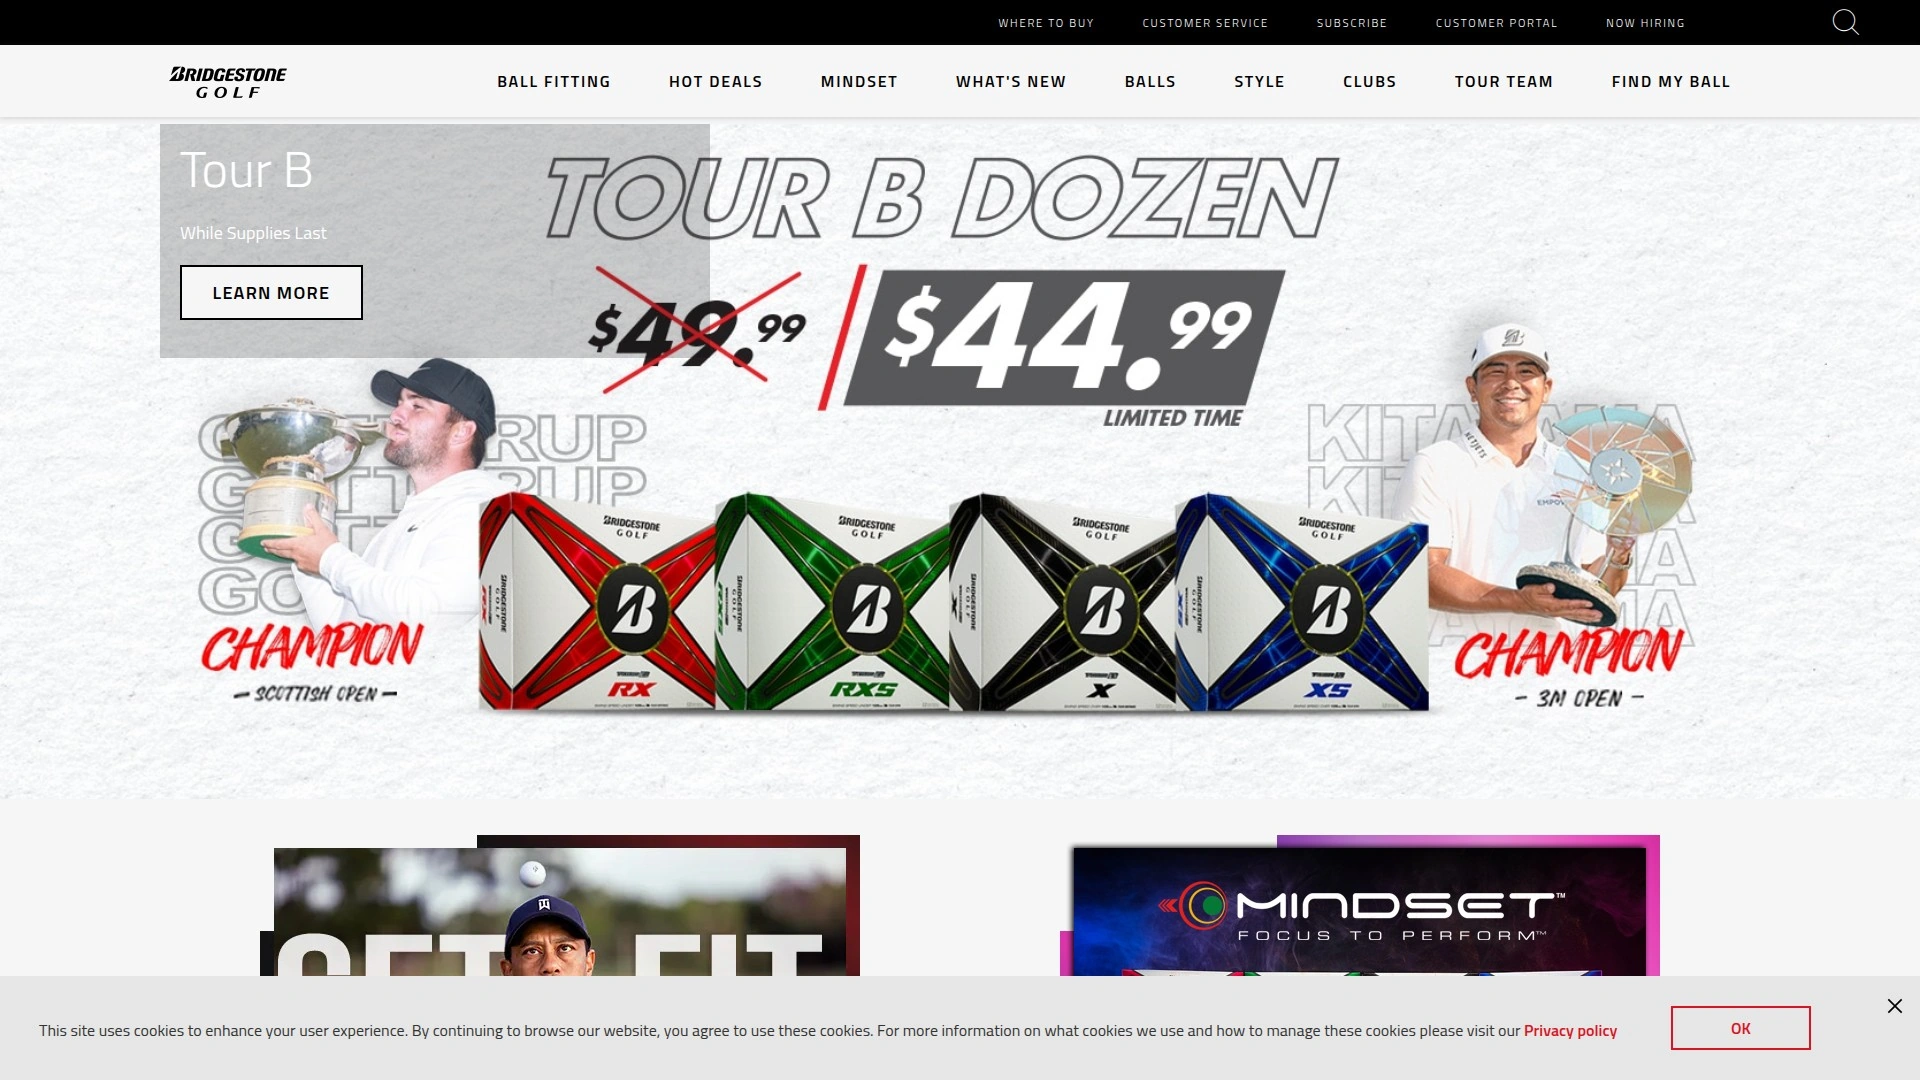 WHERE TO BUY
CUSTOMER SERVICE
SUBSCRIBE
CUSTOMER PORTAL
NOW HIRING
BRIDGESTONE
GOLF
BALL FITTING
HOT DEALS
MINDSET
WHAT'S NEW
BALLS
STYLE
CLUBS
TOUR TEAM
FIND MY BALL
Tour B
While Supplies Last
LEARN MORE
TOUR B DOZEN
$49.99
$44.99
LIMITED TIME
CHAMPION
– SCOTTISH OPEN –
BRIDGESTONE
GOLF
B
RX
BRIDGESTONE
GOLF
B
RXS
BRIDGESTONE
GOLF
B
X
BRIDGESTONE
GOLF
B
XS
CHAMPION
– 3M OPEN –
GET FIT
MINDSET™
FOCUS TO PERFORM™
This site uses cookies to enhance your user experience. By continuing to browse our website, you agree to use these cookies. For more information on what cookies we use and how to manage these cookies please visit our Privacy policy
OK